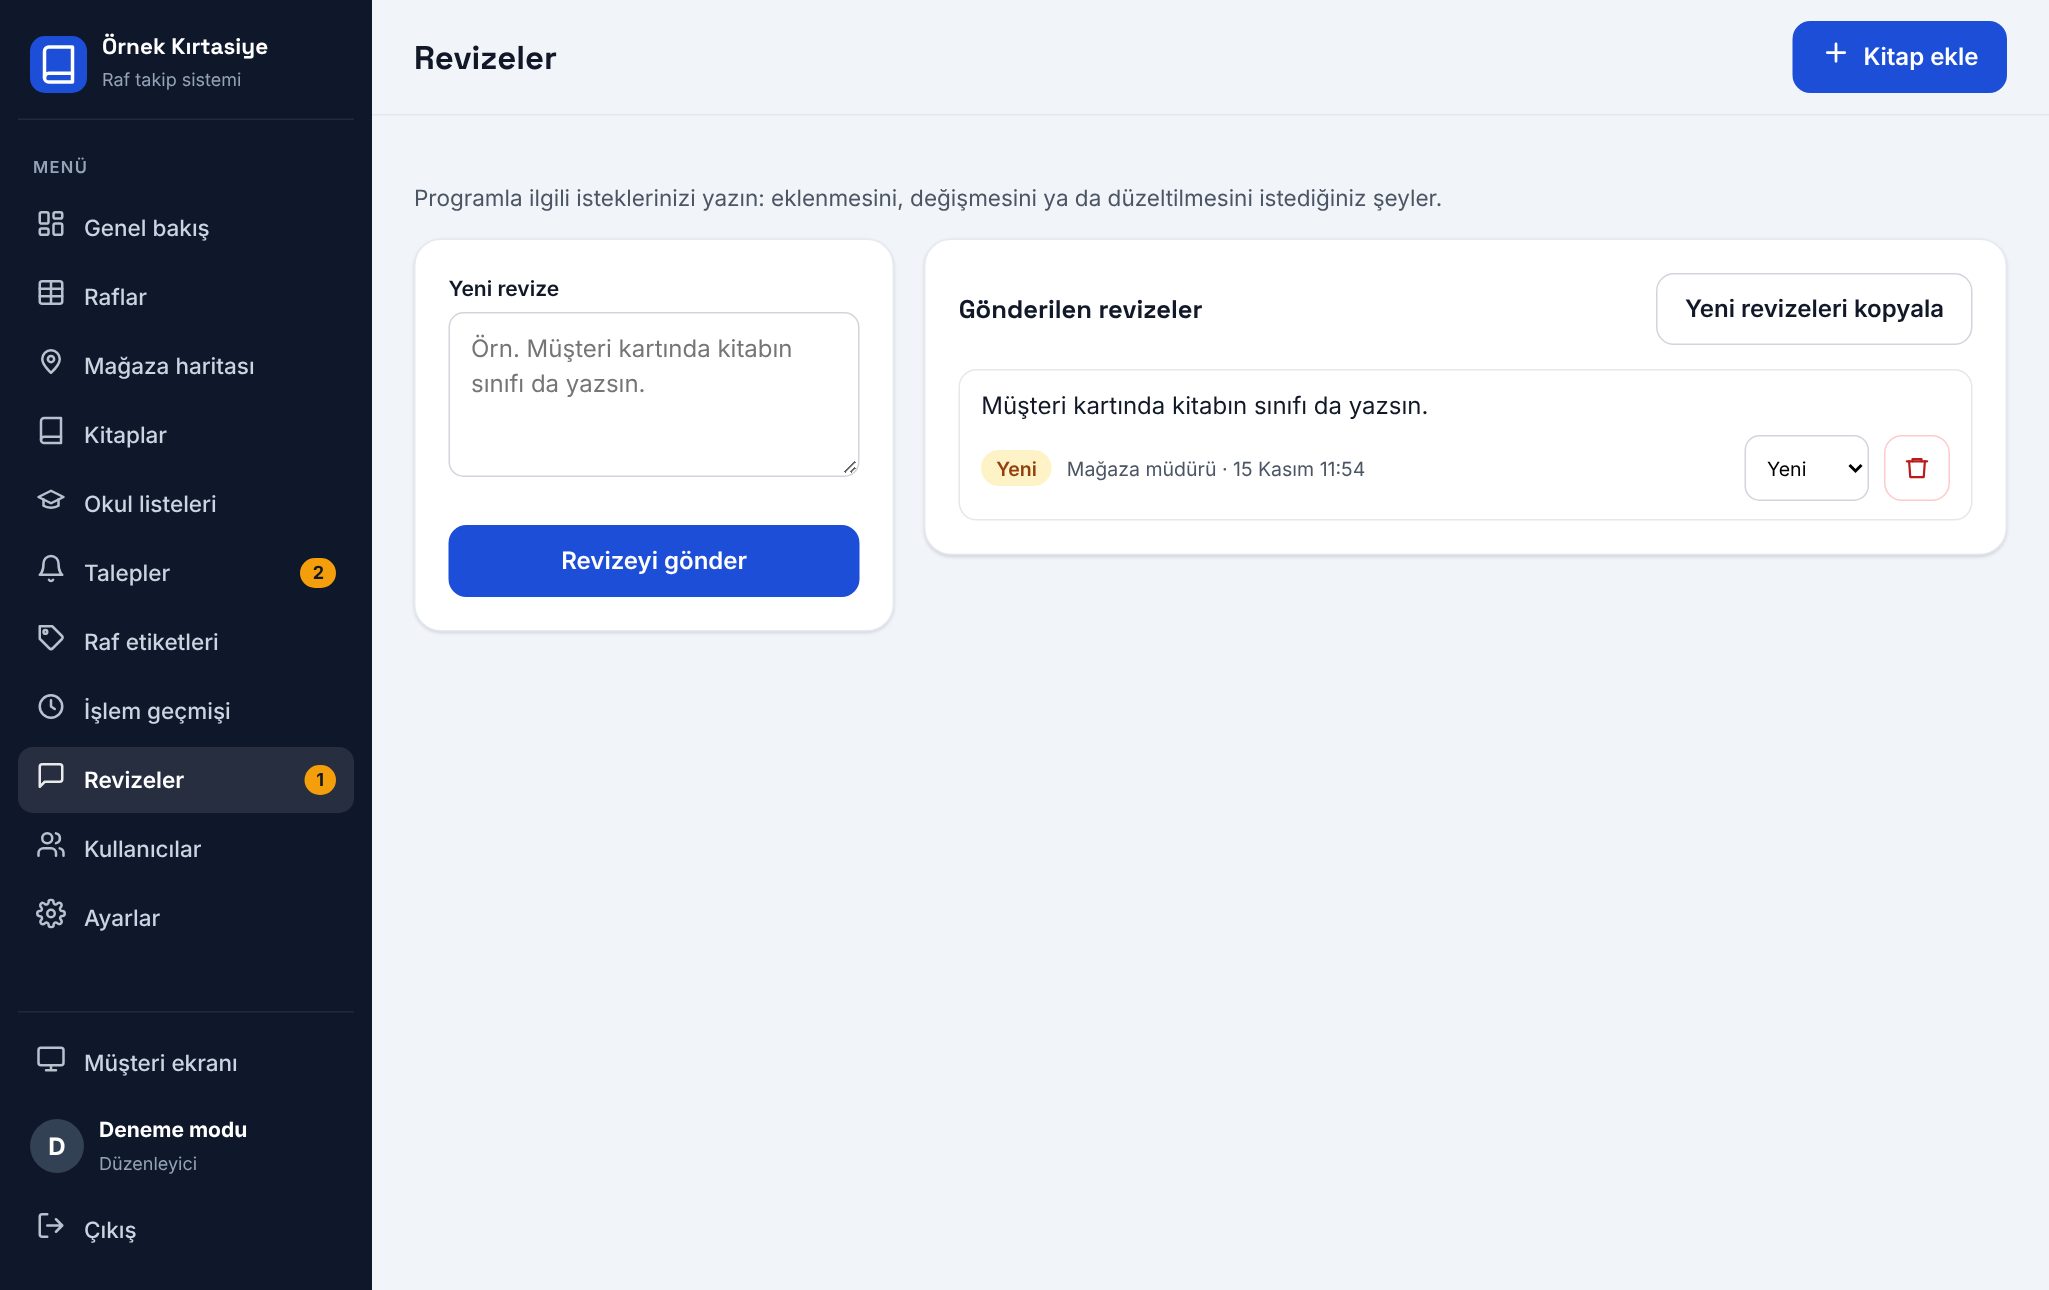 Örnek Kırtasiye
Raf takip sistemi
MENÜ
Genel bakış
Raflar
Mağaza haritası
Kitaplar
Okul listeleri
Talepler
2
Raf etiketleri
İşlem geçmişi
Revizeler
1
Kullanıcılar
Ayarlar
Müşteri ekranı
D
Deneme modu
Düzenleyici
Çıkış
Revizeler
Kitap ekle
Programla ilgili isteklerinizi yazın: eklenmesini, değişmesini ya da düzeltilmesini istediğiniz şeyler.
Yeni revize
Örn. Müşteri kartında kitabın
sınıfı da yazsın.
Revizeyi gönder
Gönderilen revizeler
Yeni revizeleri kopyala
Müşteri kartında kitabın sınıfı da yazsın.
Yeni
Mağaza müdürü · 15 Kasım 11:54
Yeni